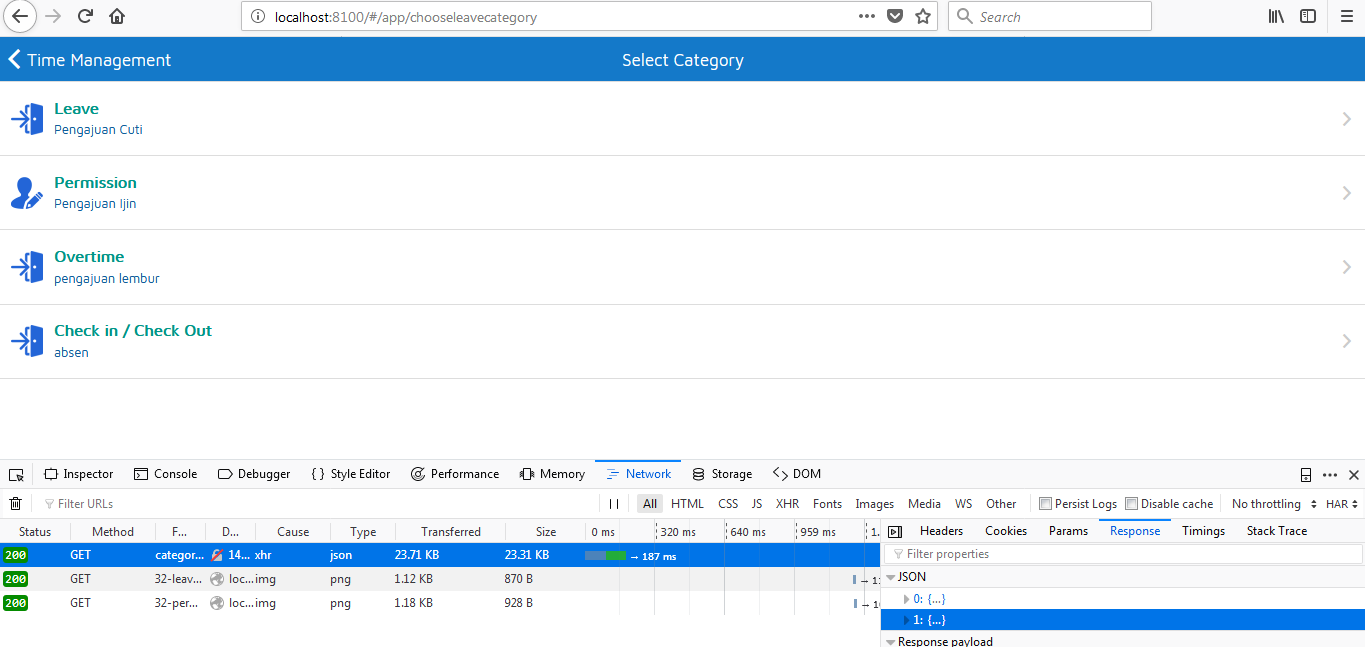 localhost:8100/#/app/chooseleavecategory
Search
Time Management
Select Category
Leave
Pengajuan Cuti
Permission
Pengajuan Ijin
Overtime
pengajuan lembur
Check in / Check Out
absen
Inspector Console Debugger { } Style Editor Performance Memory Network Storage DOM
Filter URLs All HTML CSS JS XHR Fonts Images Media WS Other Persist Logs Disable cache No throttling HAR
Status Method F... D... Cause Type Transferred Size 0 ms 320 ms 640 ms 959 ms 1.
200 GET categor... 14... xhr json 23.71 KB 23.31 KB → 187 ms
200 GET 32-leav... loc... img png 1.12 KB 870 B
200 GET 32-per... loc... img png 1.18 KB 928 B
Headers Cookies Params Response Timings Stack Trace
Filter properties
JSON
0: {...}
1: {...}
Response payload